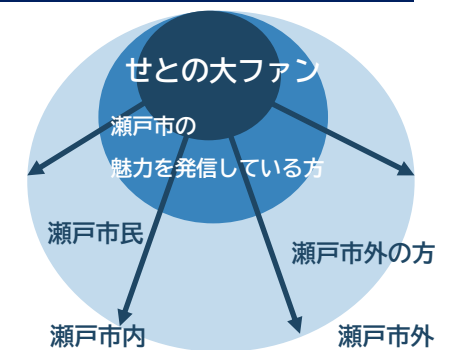 せとの大ファン
瀬戸市の
魅力を発信している方
瀬戸市民
瀬戸市外の方
瀬戸市内
瀬戸市外